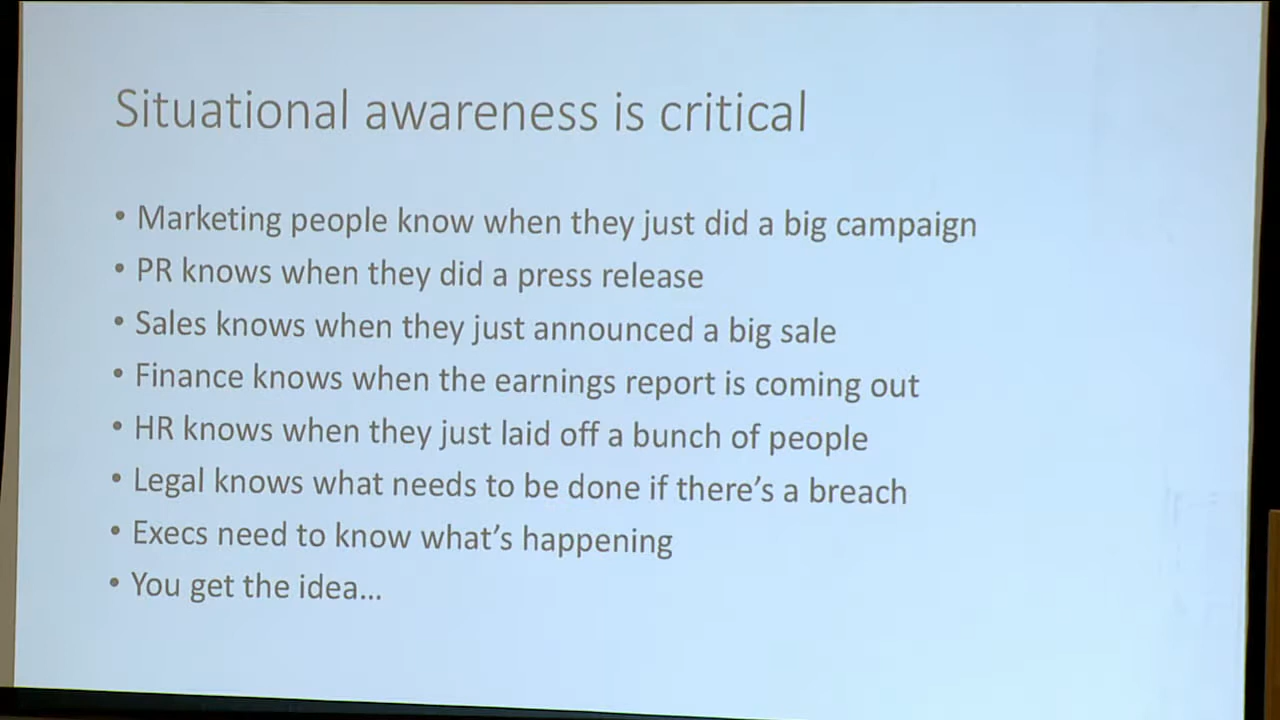 Situational awareness is critical
• Marketing people know when they just did a big campaign
• PR knows when they did a press release
• Sales knows when they just announced a big sale
• Finance knows when the earnings report is coming out
• HR knows when they just laid off a bunch of people
• Legal knows what needs to be done if there’s a breach
• Execs need to know what’s happening
• You get the idea...